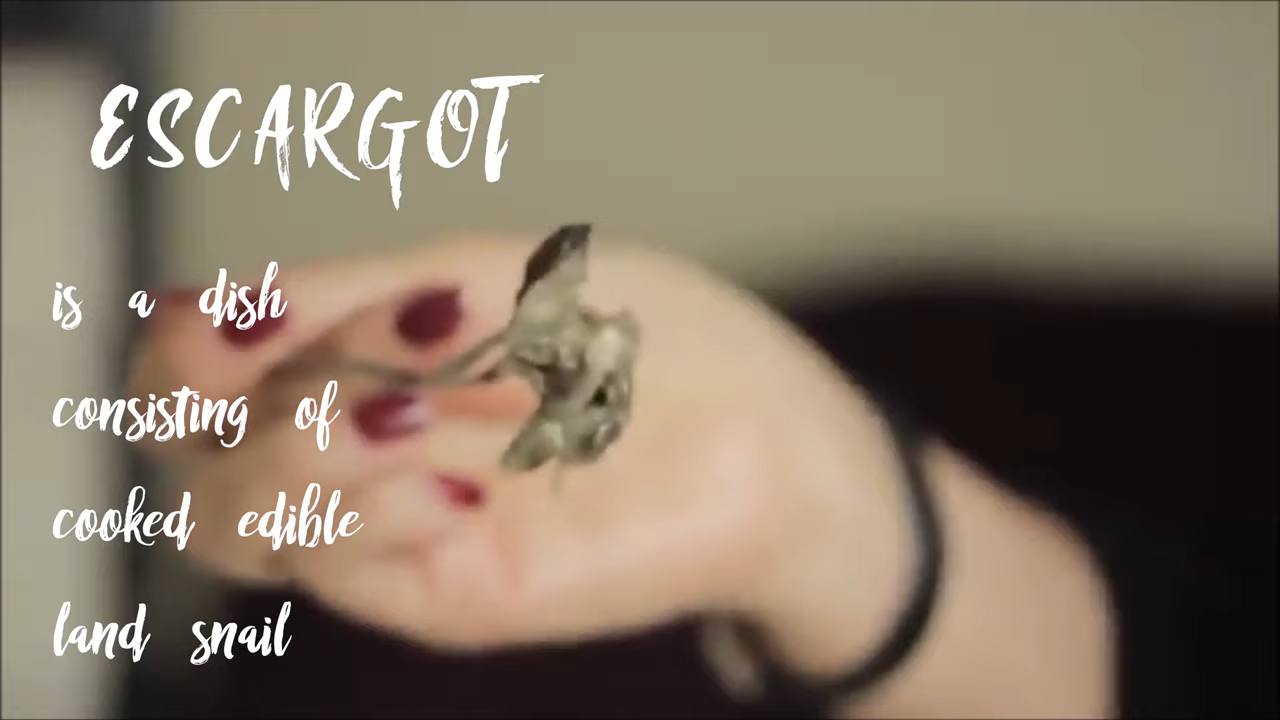 ESCARGOT
is a dish
consisting of
cooked edible
land snail